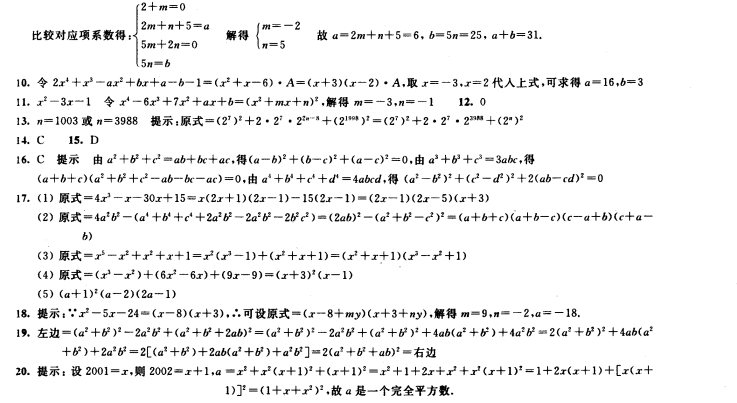 比较对应项系数得:{2+m=0
2m+n+5=a
5m+2n=0
5n=b
解得 {m=-2
n=5
故 a=2m+n+5=6, b=5n=25, a+b=31.
10. 令 2x⁴+x³-ax²+bx+a-b-1=(x²+x-6)·A=(x+3)(x-2)·A,取 x=-3,x=2 代人上式,可求得 a=16,b=3
11. x²-3x-1 令 x⁴-6x³+7x²+ax+b=(x²+mx+n)²,解得 m=-3,n=-1 12. 0
13. n=1003 或 n=3988 提示:原式=(2⁷)²+2·2⁷·2²ⁿ⁻⁸+(2¹⁹⁹⁸)²=(2⁷)²+2·2⁷·2³⁹⁸⁸+(2ⁿ)²
14. C 15. D
16. C 提示 由 a²+b²+c²=ab+bc+ac,得(a-b)²+(b-c)²+(a-c)²=0,由 a³+b³+c³=3abc,得
(a+b+c)(a²+b²+c²-ab-bc-ac)=0,由 a⁴+b⁴+c⁴+d⁴=4abcd,得 (a²-b²)²+(c²-d²)²+2(ab-cd)²=0
17. (1) 原式=4x³-x-30x+15=x(2x+1)(2x-1)-15(2x-1)=(2x-1)(2x-5)(x+3)
(2) 原式=4a²b²-(a⁴+b⁴+c⁴+2a²b²-2a²b²-2b²c²)=(2ab)²-(a²+b²-c²)²=(a+b+c)(a+b-c)(c-a+b)(c+a-
b)
(3) 原式=x⁵-x²+x²+x+1=x²(x³-1)+(x²+x+1)=(x²+x+1)(x³-x²+1)
(4) 原式=(x³-x²)+(6x²-6x)+(9x-9)=(x+3)²(x-1)
(5) (a+1)²(a-2)(2a-1)
18. 提示:∵x²-5x-24=(x-8)(x+3),∴可设原式=(x-8+my)(x+3+ny),解得 m=9,n=-2,a=-18.
19. 左边=(a²+b²)²-2a²b²+(a²+b²+2ab)²=(a²+b²)²-2a²b²+(a²+b²)²+4ab(a²+b²)+4a²b²=2(a²+b²)²+4ab(a²
+b²)+2a²b²=2[(a²+b²)+2ab(a²+b²)+a²b²]=2(a²+b²+ab)²=右边
20. 提示:设 2001=x,则 2002=x+1,a=x²+x²(x+1)²+(x+1)²=x²+1+2x+x²+x²(x+1)²=1+2x(x+1)+[x(x+
1)]²=(1+x+x²)²,故 a 是一个完全平方数.